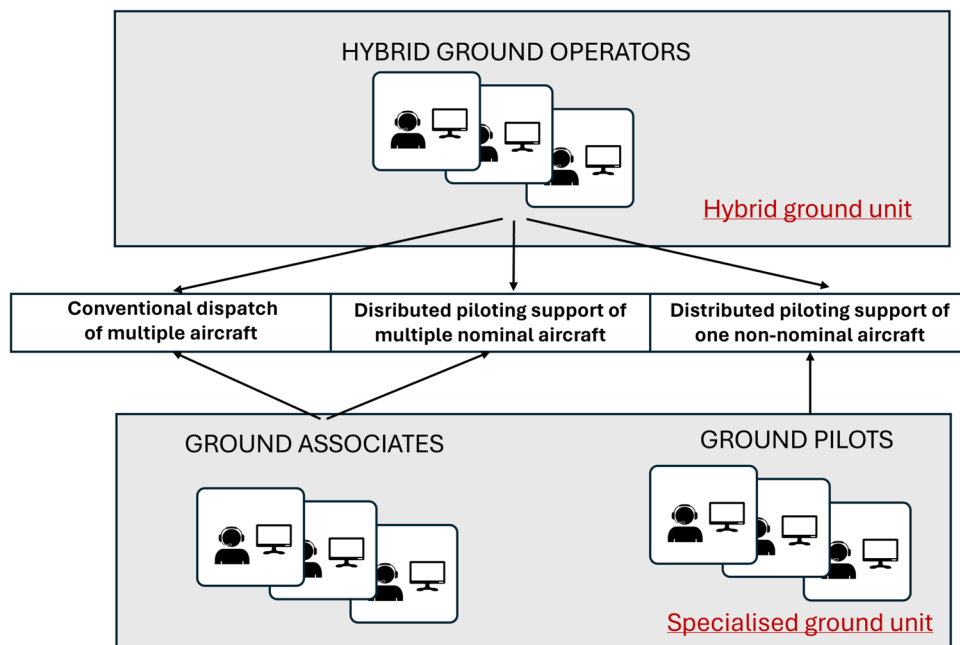 HYBRID GROUND OPERATORS
Hybrid ground unit
Conventional dispatch
of multiple aircraft
Disributed piloting support of
multiple nominal aircraft
Distributed piloting support of
one non-nominal aircraft
GROUND ASSOCIATES
GROUND PILOTS
Specialised ground unit